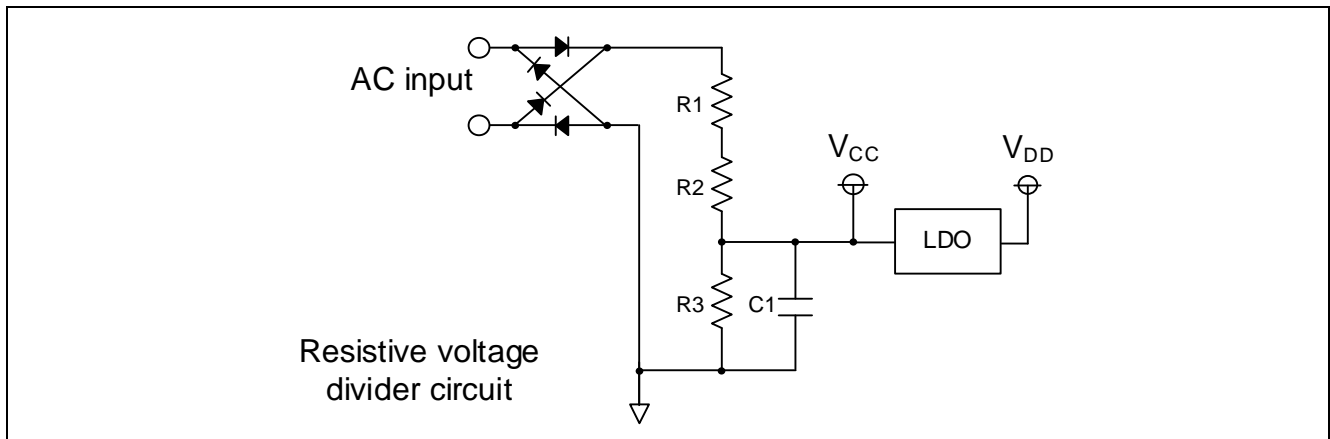 AC input
R1
R2
VCC
VDD
LDO
R3
C1
Resistive voltage
divider circuit